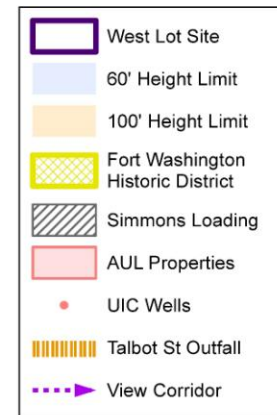 West Lot Site
60' Height Limit
100' Height Limit
Fort Washington
Historic District
Simmons Loading
AUL Properties
UIC Wells
Talbot St Outfall
View Corridor